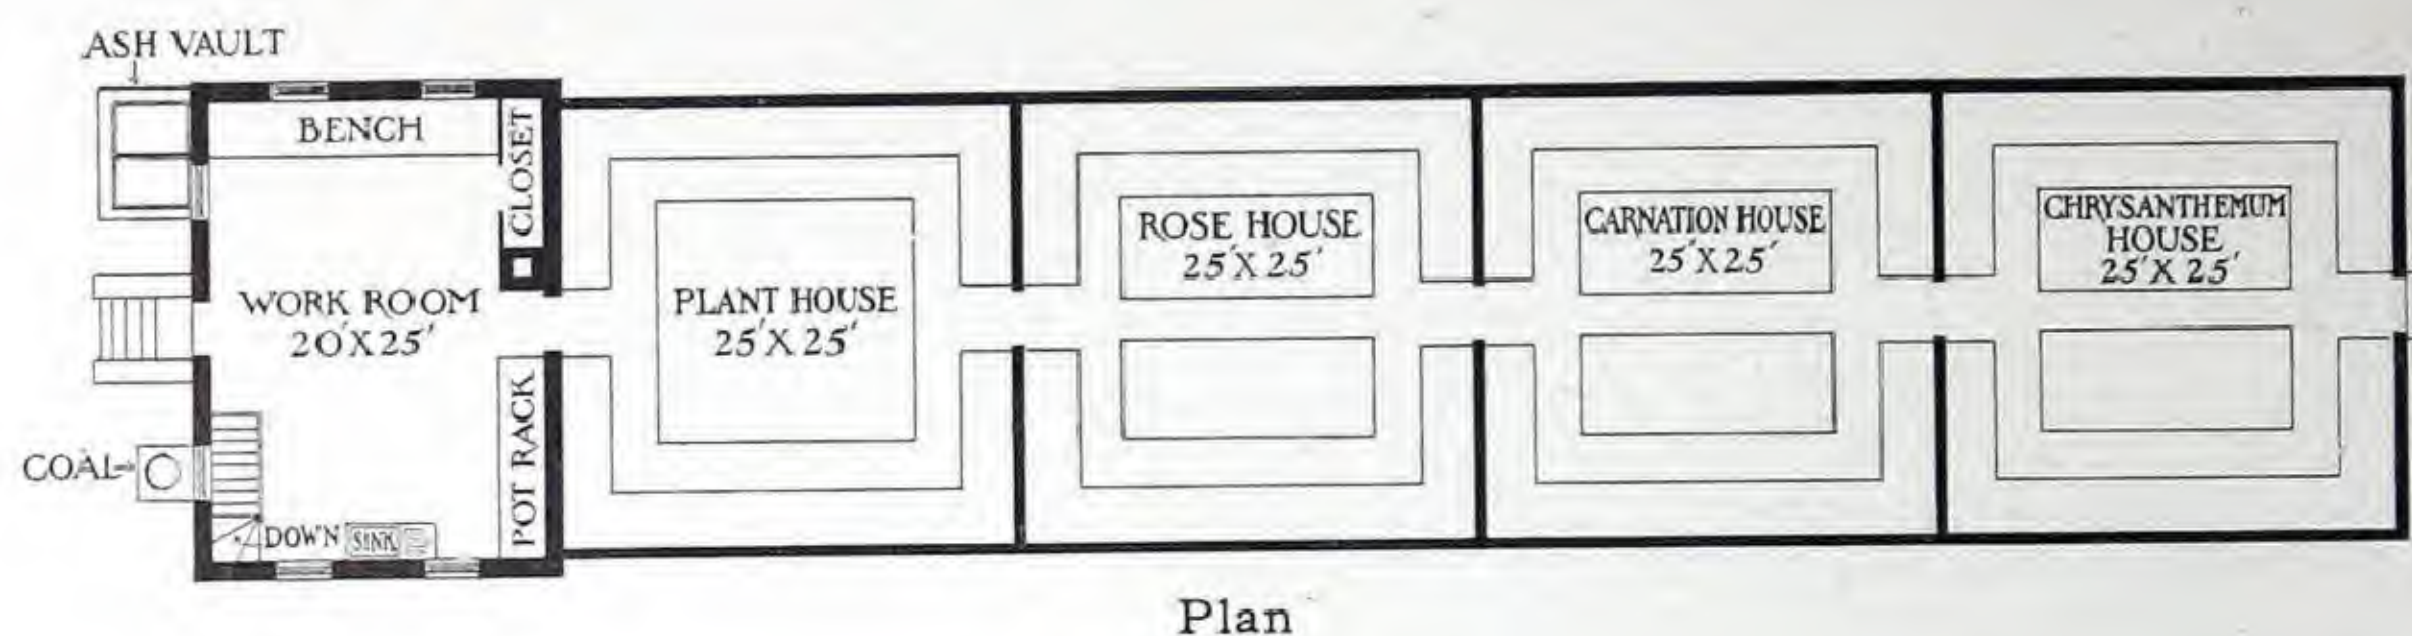 ASH VAULT
BENCH
CLOSET
WORK ROOM
20'X25'
COAL
DOWN
SINK
POT RACK
PLANT HOUSE
25'X25'
ROSE HOUSE
25'X25'
CARNATION HOUSE
25'X25'
CHRYSANTHEMUM
HOUSE
25'X25'
Plan